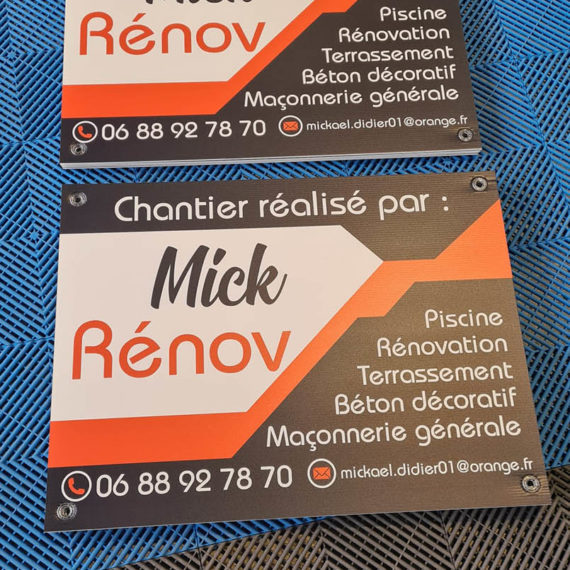 Mick
Rénov
Piscine
Rénovation
Terrassement
Béton décoratif
Maçonnerie générale
06 88 92 78 70
mickael.didier01@orange.fr
Chantier réalisé par :
Mick
Rénov
Piscine
Rénovation
Terrassement
Béton décoratif
Maçonnerie générale
06 88 92 78 70
mickael.didier01@orange.fr